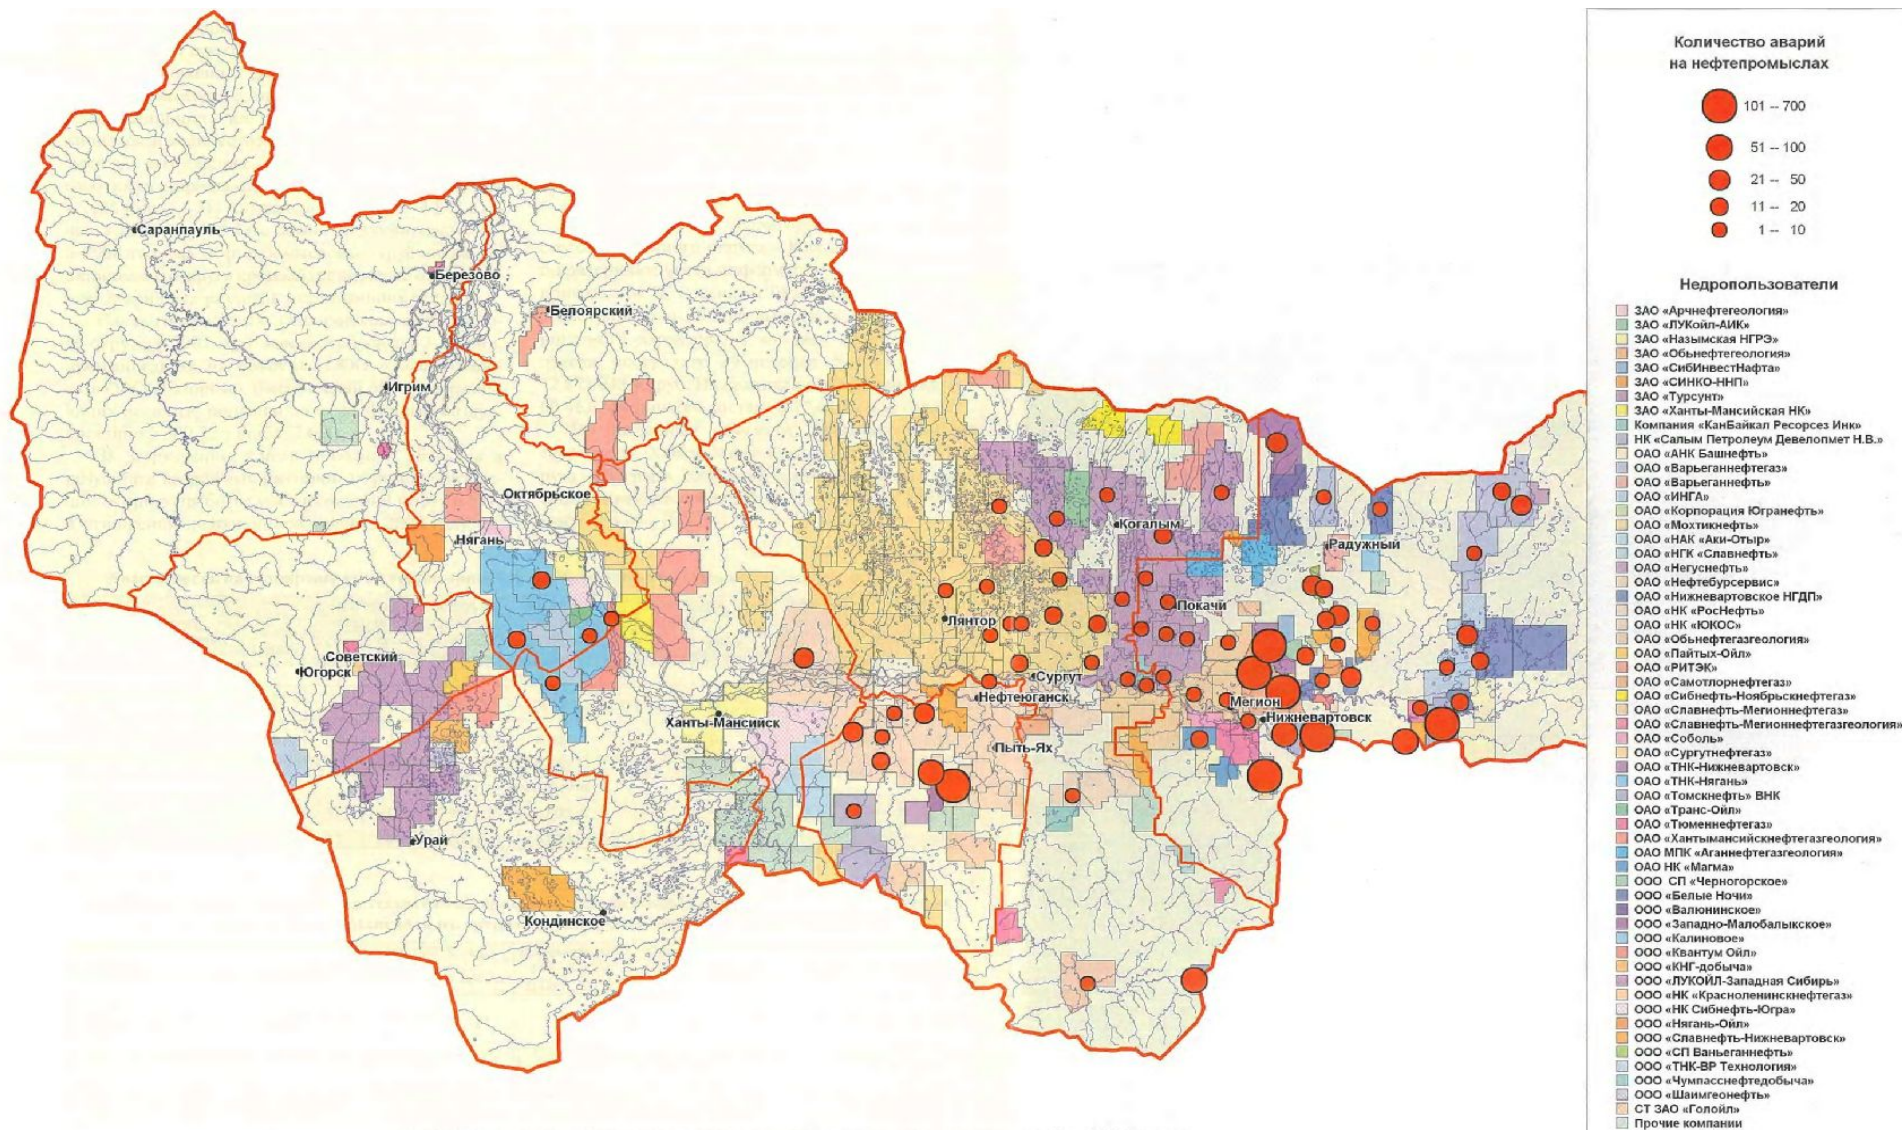 Саранпауль
Березово
Белоярский
Игрим
Октябрьское
Нягань
Когалым
Радужный
Покачи
Лянтор
Советский
Югорск
Сургут
Нефтеюганск
Мегион
Ханты-Мансийск
Нижневартовск
Пыть-Ях
Урай
Кондинское
Количество аварий
на нефтепромыслах
101 -- 700
51 -- 100
21 -- 50
11 -- 20
1 -- 10
Недропользователи
ЗАО «Арчнефтегеология»
ЗАО «ЛУКойл-АИК»
ЗАО «Назымская НГРЭ»
ЗАО «Обьнефтегеология»
ЗАО «СибИнвестНафта»
ЗАО «СИНКО-ННП»
ЗАО «Турсунт»
ЗАО «Ханты-Мансийская НК»
Компания «КанБайкал Ресорсез Инк»
НК «Салым Петролеум Девелопмет Н.В.»
ОАО «АНК Башнефть»
ОАО «Варьеганнефтегаз»
ОАО «Варьеганнефть»
ОАО «ИНГА»
ОАО «Корпорация Югранефть»
ОАО «Мохтикнефть»
ОАО «НАК «Аки-Отыр»
ОАО «НГК «Славнефть»
ОАО «Негуснефть»
ОАО «Нефтебурсервис»
ОАО «Нижневартовское НГДП»
ОАО «НК «РосНефть»
ОАО «НК «ЮКОС»
ОАО «Обьнефтегазгеология»
ОАО «Пайтых-Ойл»
ОАО «РИТЭК»
ОАО «Самотлорнефтегаз»
ОАО «Сибнефть-Ноябрьскнефтегаз»
ОАО «Славнефть-Мегионнефтегаз»
ОАО «Славнефть-Мегионнефтегазгеология»
ОАО «Соболь»
ОАО «Сургутнефтегаз»
ОАО «ТНК-Нижневартовск»
ОАО «ТНК-Нягань»
ОАО «Томскнефть» ВНК
ОАО «Транс-Ойл»
ОАО «Тюменнефтегаз»
ОАО «Хантымансийскнефтегазгеология»
ОАО МПК «Аганнефтегазгеология»
ОАО НК «Магма»
ООО СП «Черногорское»
ООО «Белые Ночи»
ООО «Валюнинское»
ООО «Западно-Малобалыкское»
ООО «Калиновое»
ООО «Квантум Ойл»
ООО «КНГ-добыча»
ООО «ЛУКОЙЛ-Западная Сибирь»
ООО «НК «Красноленинскнефтегаз»
ООО «НК Сибнефть-Югра»
ООО «Нягань-Ойл»
ООО «Славнефть-Нижневартовск»
ООО «СП Ваньеганнефть»
ООО «ТНК-ВР Технология»
ООО «Чумпасснефтедобыча»
ООО «Шаимгеонефть»
СТ ЗАО «Голойл»
Прочие компании